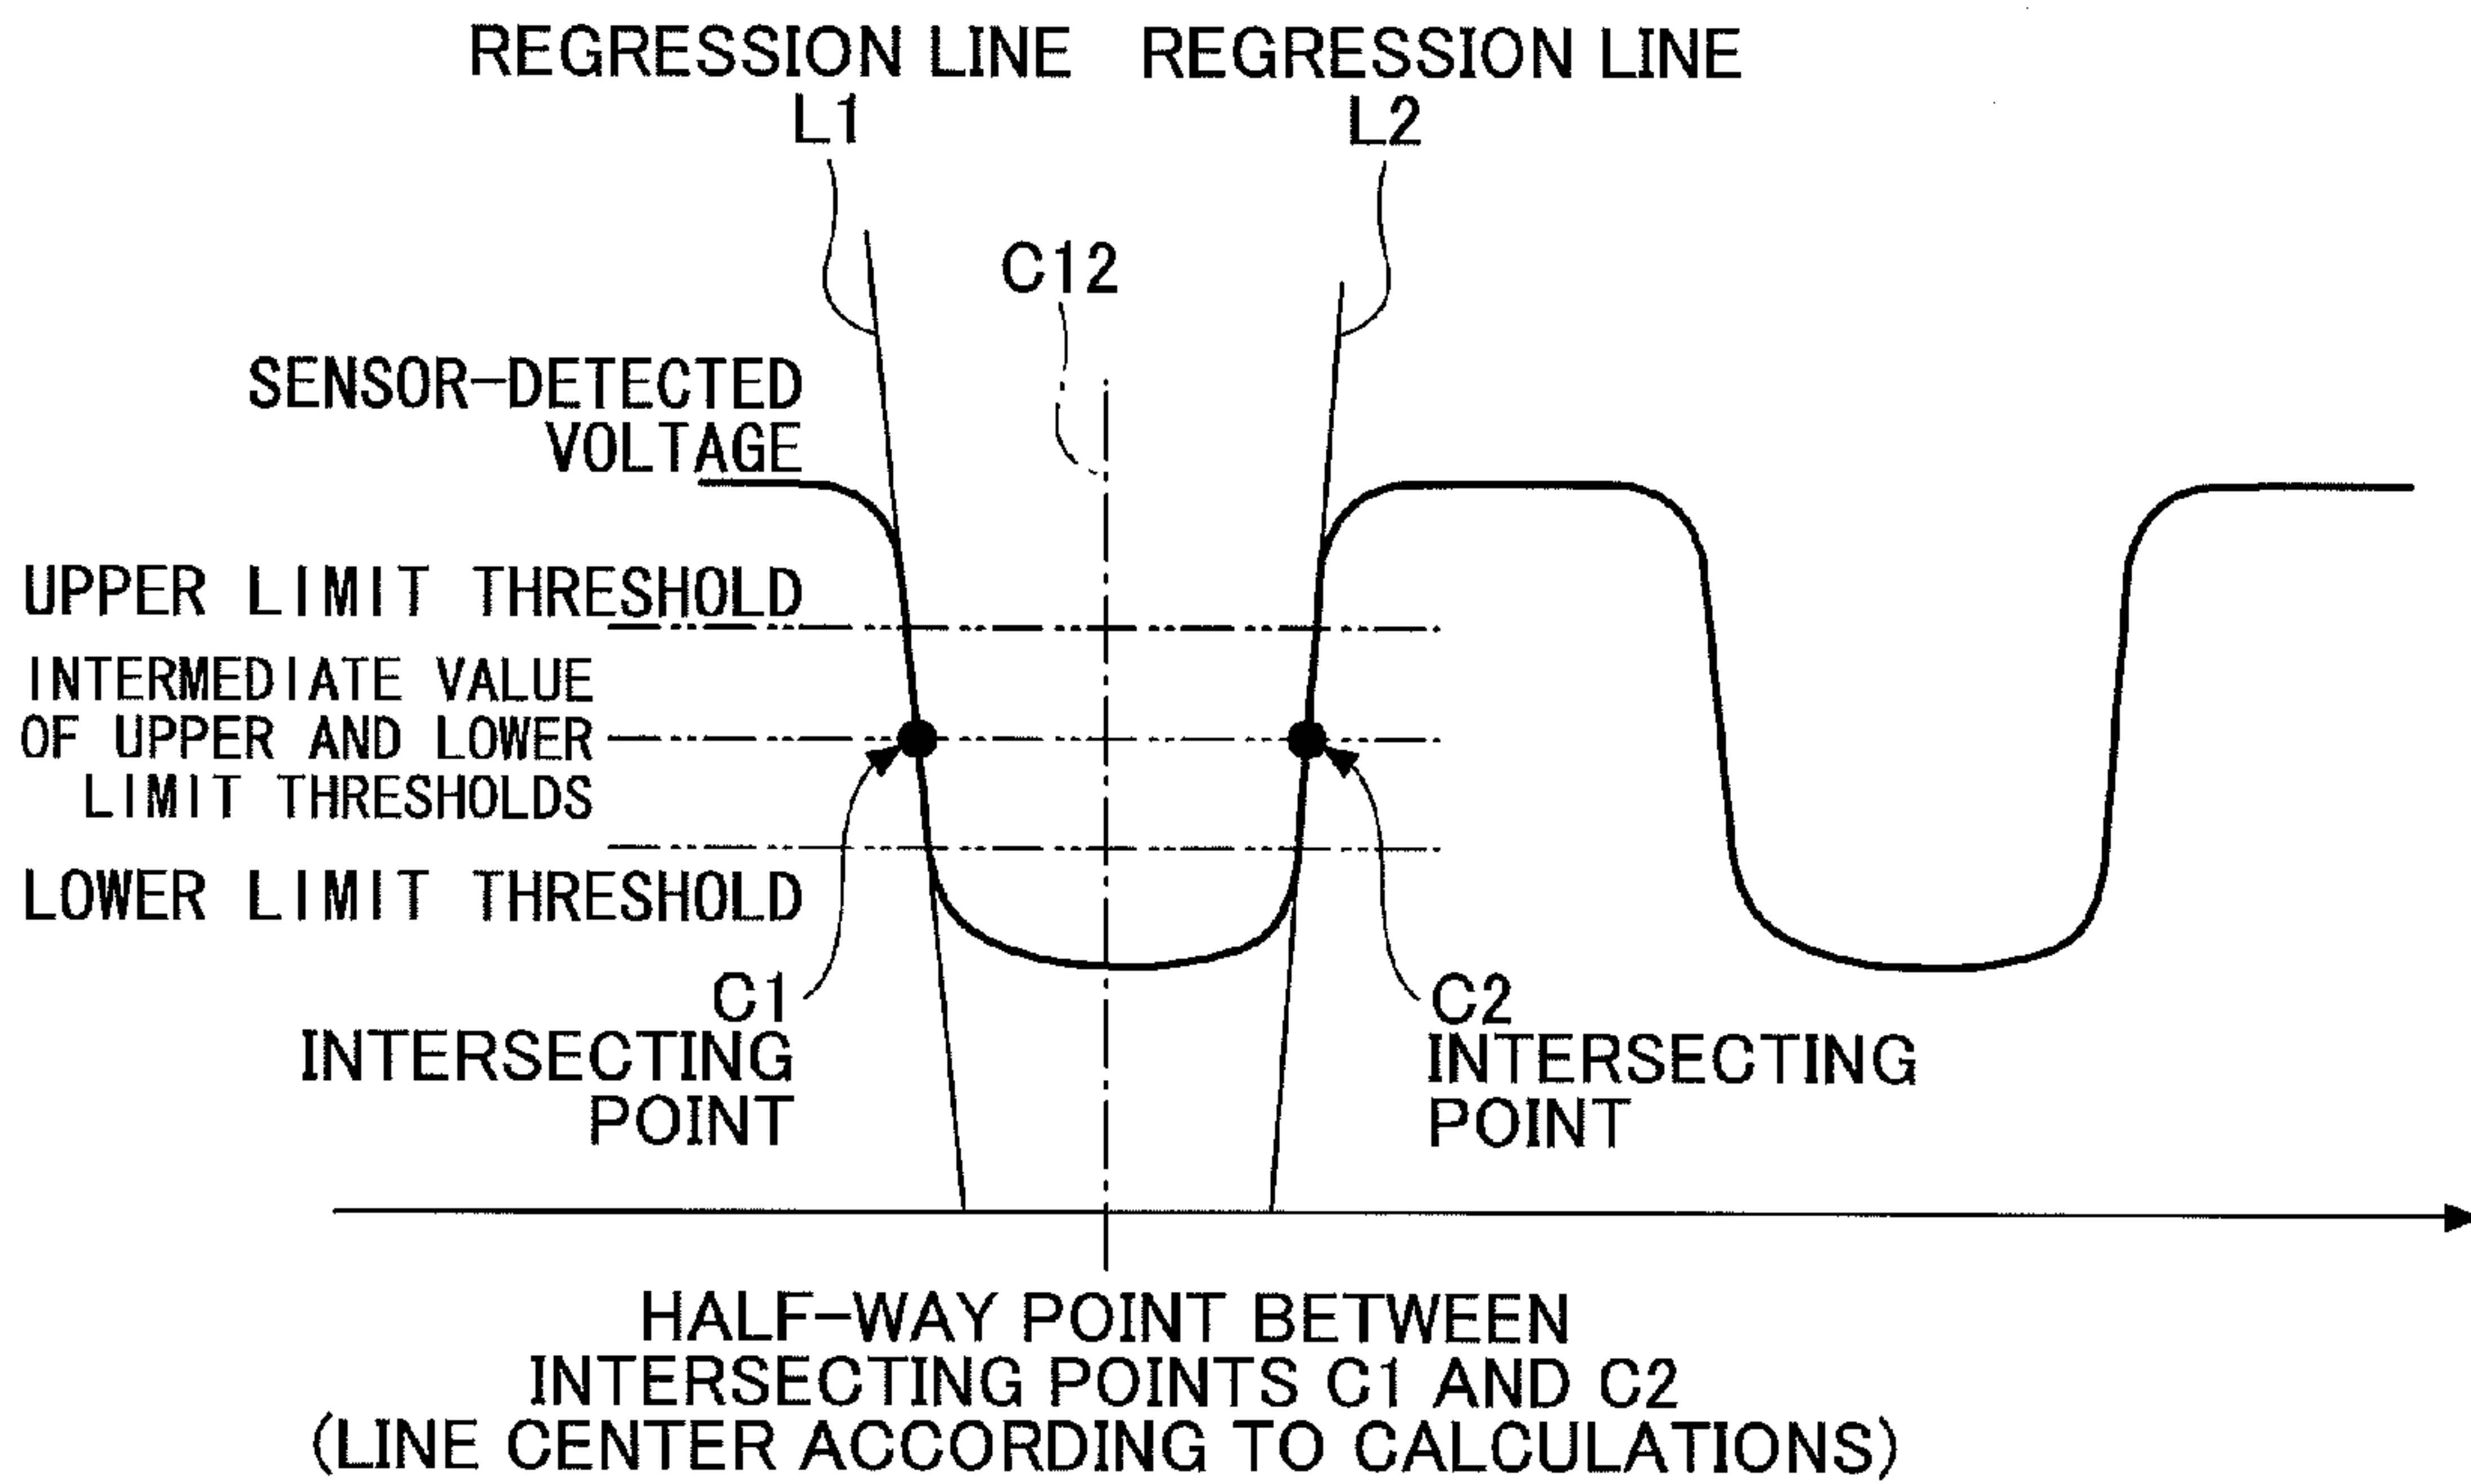 REGRESSION LINE
L1
REGRESSION LINE
L2
C12
SENSOR-DETECTED
VOLTAGE
UPPER LIMIT THRESHOLD
INTERMEDIATE VALUE
OF UPPER AND LOWER
LIMIT THRESHOLDS
LOWER LIMIT THRESHOLD
C1
INTERSECTING
POINT
C2
INTERSECTING
POINT
HALF-WAY POINT BETWEEN
INTERSECTING POINTS C1 AND C2
(LINE CENTER ACCORDING TO CALCULATIONS)